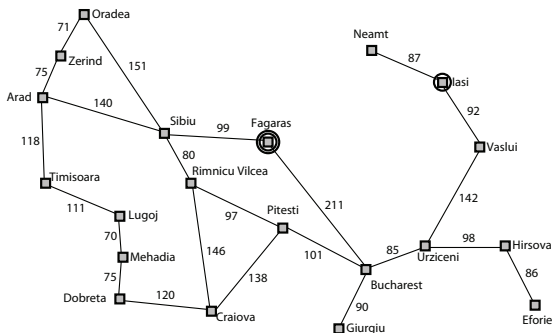 Oradea
71
Neamt
Zerind
87
75
151
Iasi
Arad
140
92
Sibiu
99
Fagaras
118
80
Vaslui
Timisoara
Rimnicu Vilcea
111
211
142
Lugoj
97
Pitesti
70
98
146
85
Hirsova
Mehadia
101
Urziceni
138
75
86
Bucharest
Dobreta
120
90
Craiova
Eforie
Giurgiu